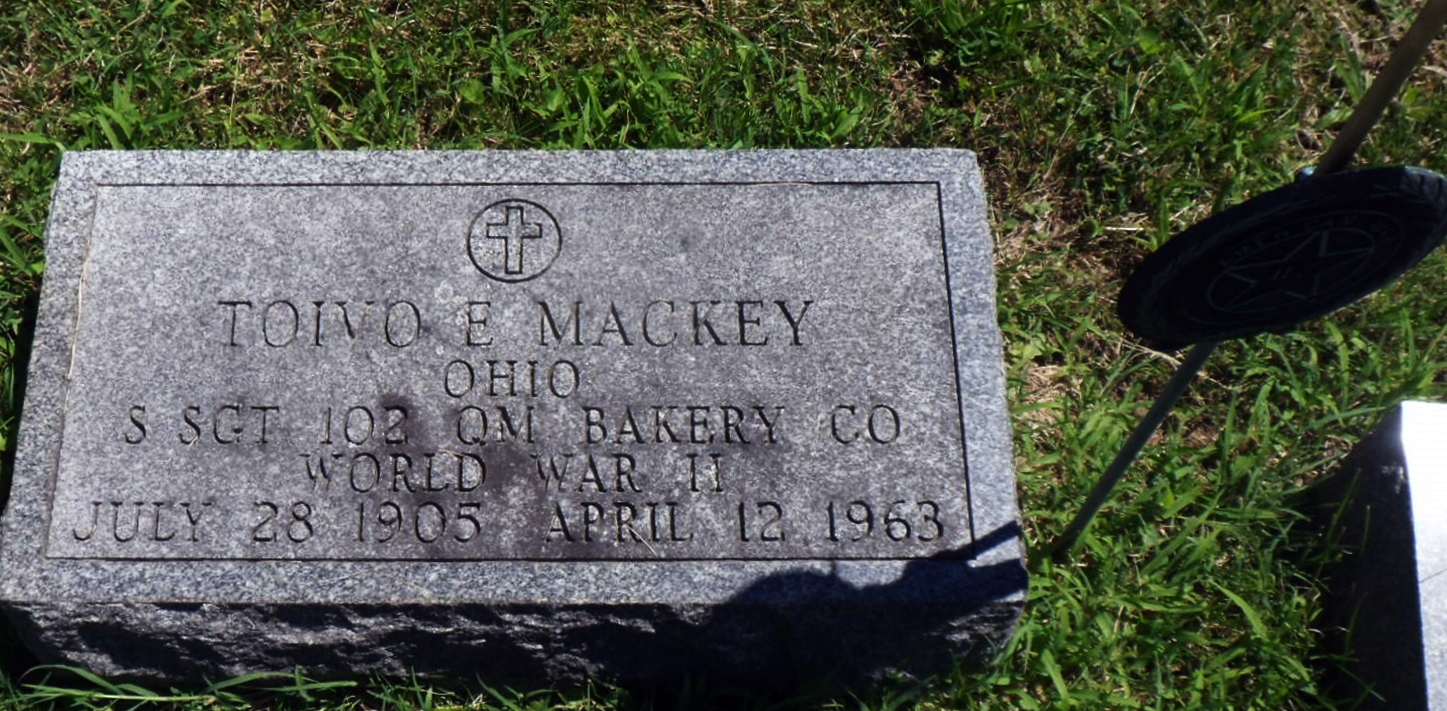 TOIVO E MACKEY
OHIO
S SGT 102 QM BAKERY CO
WORLD WAR II
JULY 28 1905 APRIL 12 1963